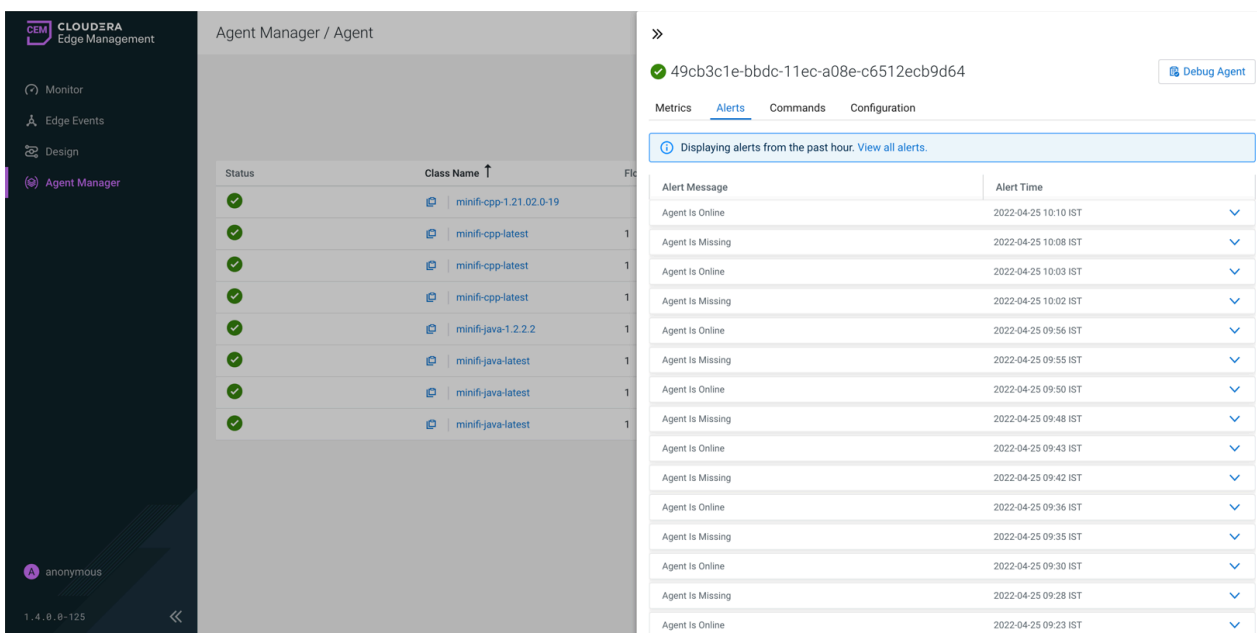 CEM CLOUDERA
Edge Management
Monitor
Edge Events
Design
Agent Manager
A anonymous
1.4.0.0-125
Agent Manager / Agent
Status Class Name Flo
minifi-cpp-1.21.02.0-19
minifi-cpp-latest 1
minifi-cpp-latest 1
minifi-cpp-latest 1
minifi-java-1.2.2.2 1
minifi-java-latest 1
minifi-java-latest 1
minifi-java-latest 1
49cb3c1e-bbdc-11ec-a08e-c6512ecb9d64 Debug Agent
Metrics Alerts Commands Configuration
Displaying alerts from the past hour. View all alerts.
Alert Message Alert Time
Agent Is Online 2022-04-25 10:10 IST
Agent Is Missing 2022-04-25 10:08 IST
Agent Is Online 2022-04-25 10:03 IST
Agent Is Missing 2022-04-25 10:02 IST
Agent Is Online 2022-04-25 09:56 IST
Agent Is Missing 2022-04-25 09:55 IST
Agent Is Online 2022-04-25 09:50 IST
Agent Is Missing 2022-04-25 09:48 IST
Agent Is Online 2022-04-25 09:43 IST
Agent Is Missing 2022-04-25 09:42 IST
Agent Is Online 2022-04-25 09:36 IST
Agent Is Missing 2022-04-25 09:35 IST
Agent Is Online 2022-04-25 09:30 IST
Agent Is Missing 2022-04-25 09:28 IST
Agent Is Online 2022-04-25 09:23 IST